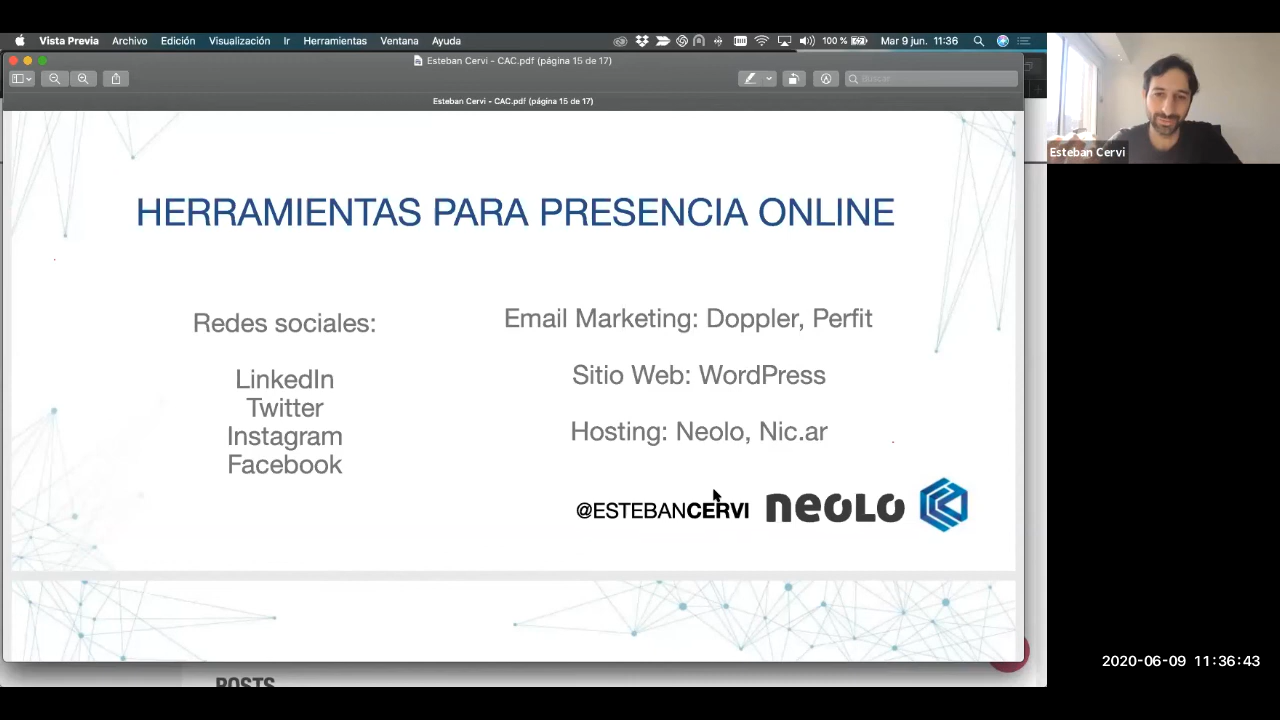 Vista Previa Archivo Edición Visualización Ir Herramientas Ventana Ayuda 100 % Mar 9 jun. 11:36
Esteban Cervi - CAC.pdf (página 15 de 17)
Buscar
Esteban Cervi - CAC.pdf (página 15 de 17)
Esteban Cervi
HERRAMIENTAS PARA PRESENCIA ONLINE
Redes sociales:
LinkedIn
Twitter
Instagram
Facebook
Email Marketing: Doppler, Perfit
Sitio Web: WordPress
Hosting: Neolo, Nic.ar
@ESTEBANCERVI neolo
2020-06-09 11:36:43
POSTS